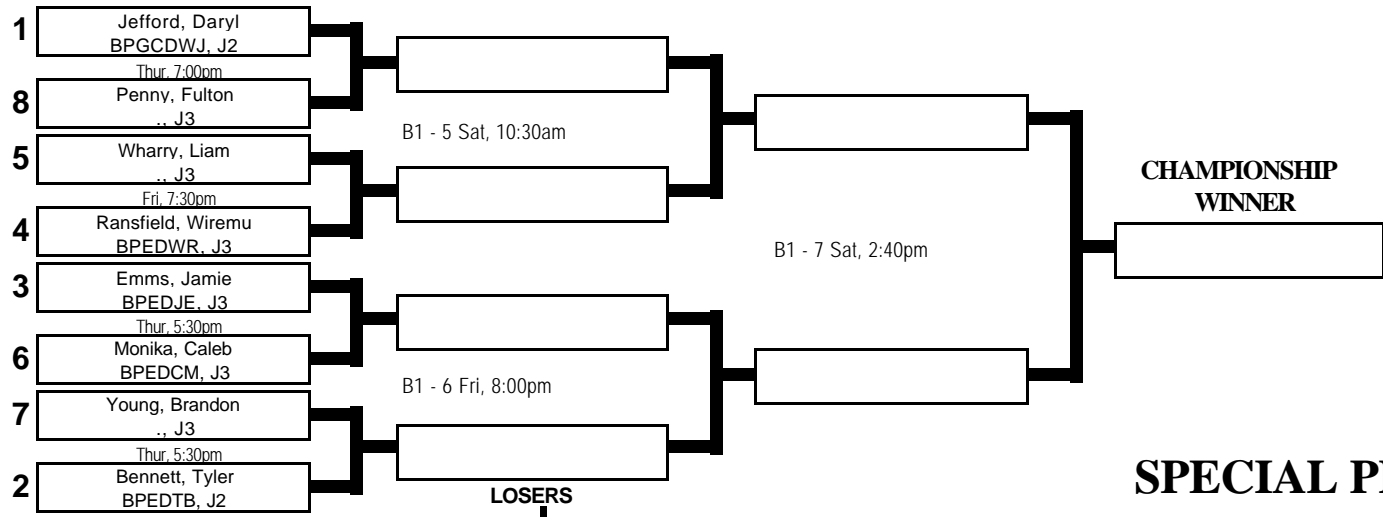 1
Jefford, Daryl
BPGCDWJ, J2
Thur, 7:00pm
8
Penny, Fulton
., J3
B1 - 5 Sat, 10:30am
5
Wharry, Liam
., J3
Fri, 7:30pm
4
Ransfield, Wiremu
BPEDWR, J3
CHAMPIONSHIP
WINNER
B1 - 7 Sat, 2:40pm
3
Emms, Jamie
BPEDJE, J3
Thur, 5:30pm
6
Monika, Caleb
BPEDCM, J3
B1 - 6 Fri, 8:00pm
7
Young, Brandon
., J3
Thur, 5:30pm
2
Bennett, Tyler
BPEDTB, J2
LOSERS
SPECIAL